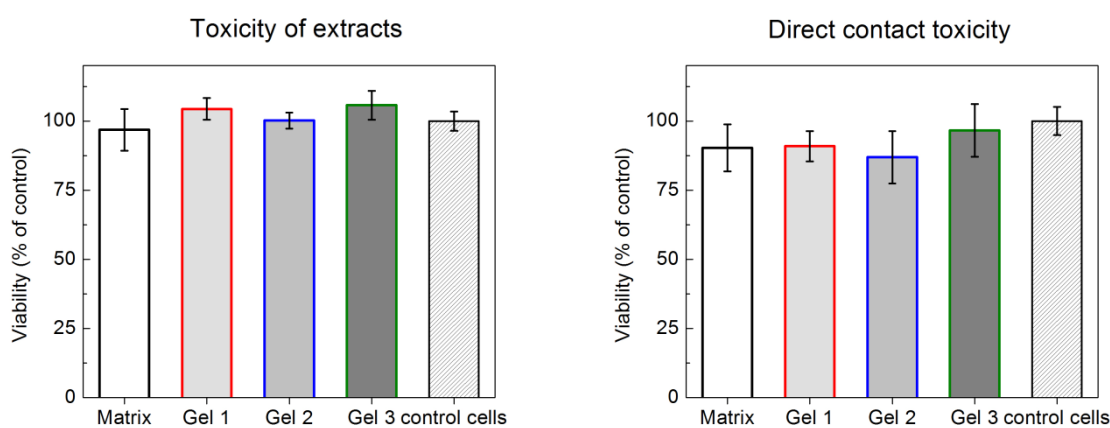 Toxicity of extracts
Viability (% of control)
100
75
50
25
0
Matrix Gel 1 Gel 2 Gel 3 control cells
Direct contact toxicity
Viability (% of control)
100
75
50
25
0
Matrix Gel 1 Gel 2 Gel 3 control cells